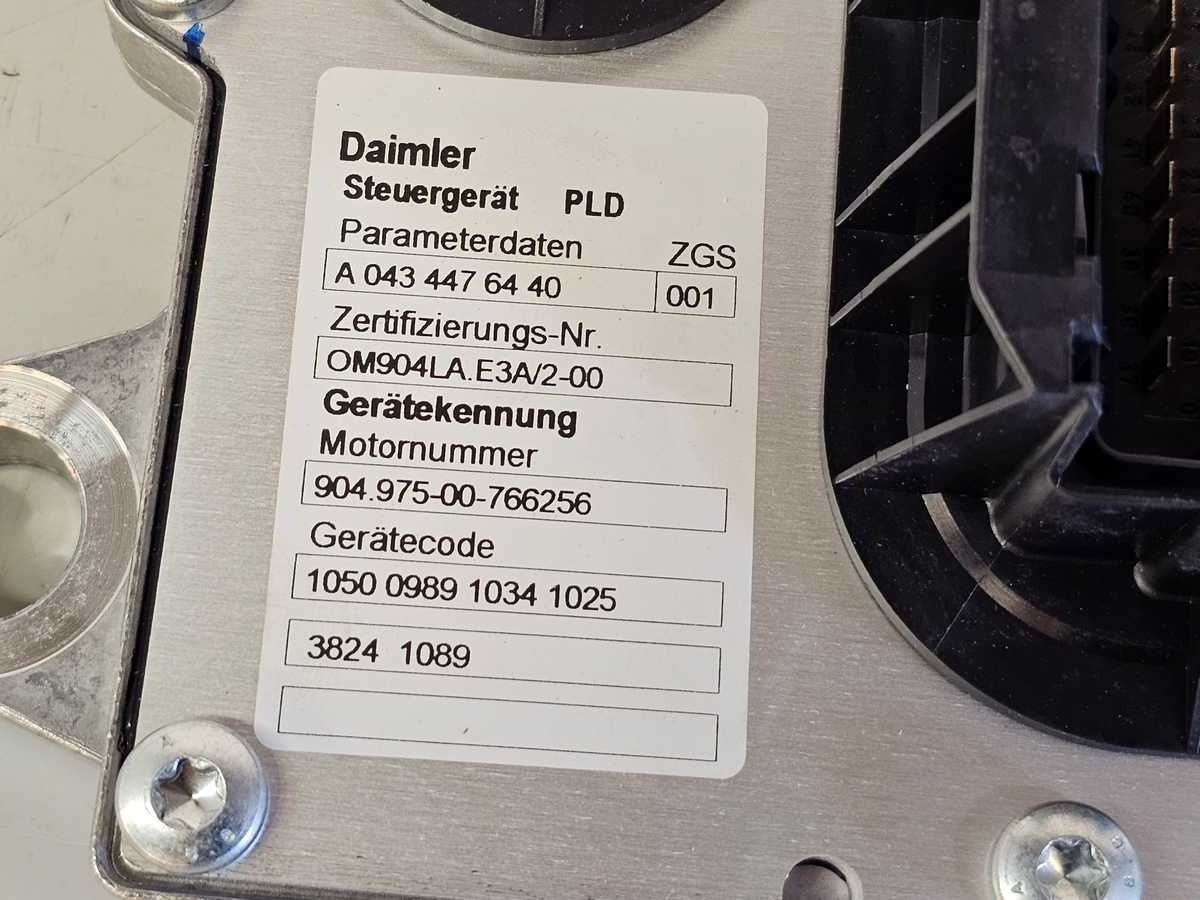 Daimler
Steuergerät PLD
Parameterdaten ZGS
A 043 447 64 40 001
Zertifizierungs-Nr.
OM904LA.E3A/2-00
Gerätekennung
Motornummer
904.975-00-766256
Gerätecode
1050 0989 1034 1025
3824 1089